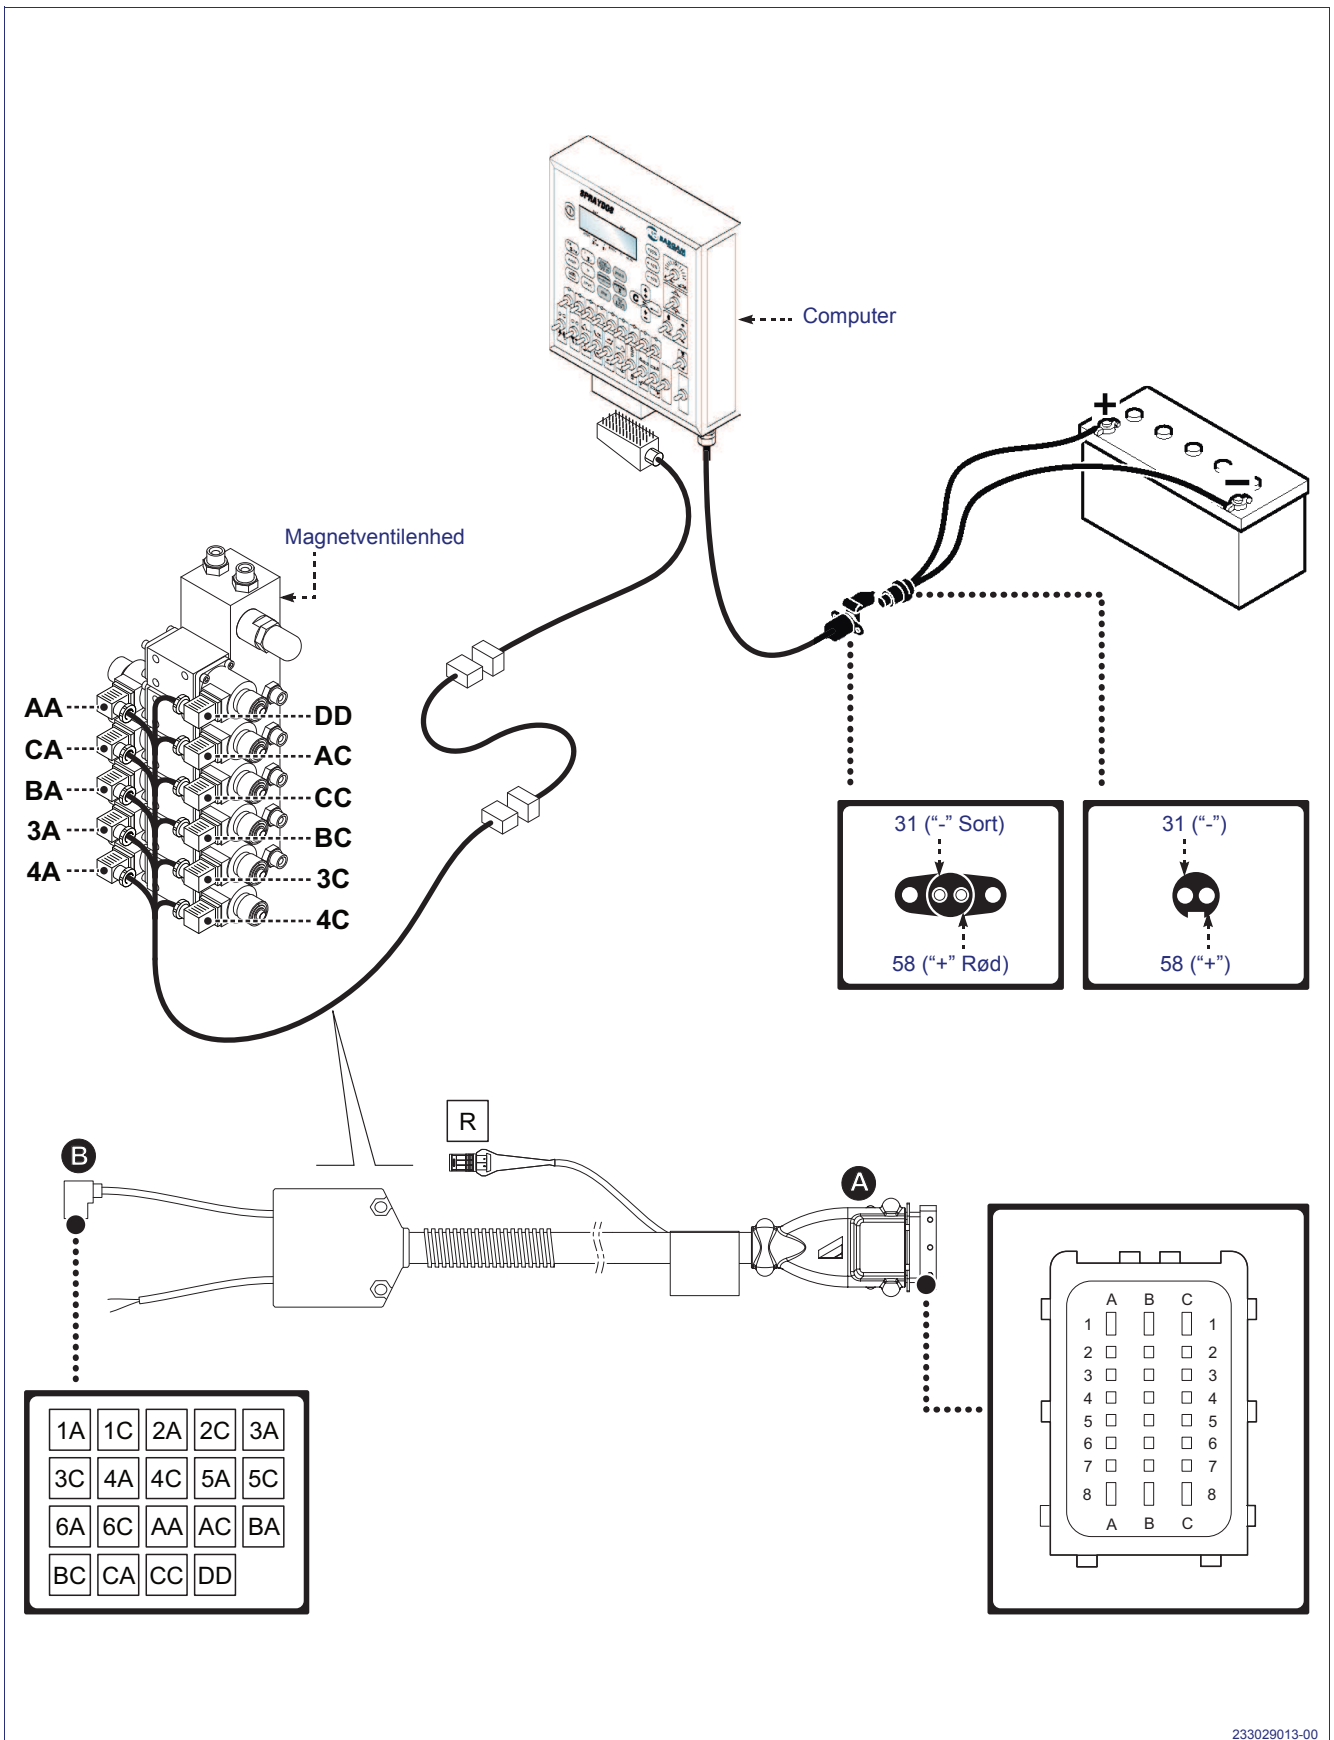 SPRAYDOS
Computer
+
−
Magnetventilenhed
AA
DD
CA
AC
BA
CC
3A
BC
4A
3C
4C
31 (“-” Sort)
58 (“+” Rød)
31 (“-”)
58 (“+”)
R
B
A
1A 1C 2A 2C 3A
3C 4A 4C 5A 5C
6A 6C AA AC BA
BC CA CC DD
A B C
1 1
2 2
3 3
4 4
5 5
6 6
7 7
8 8
A B C
233029013-00